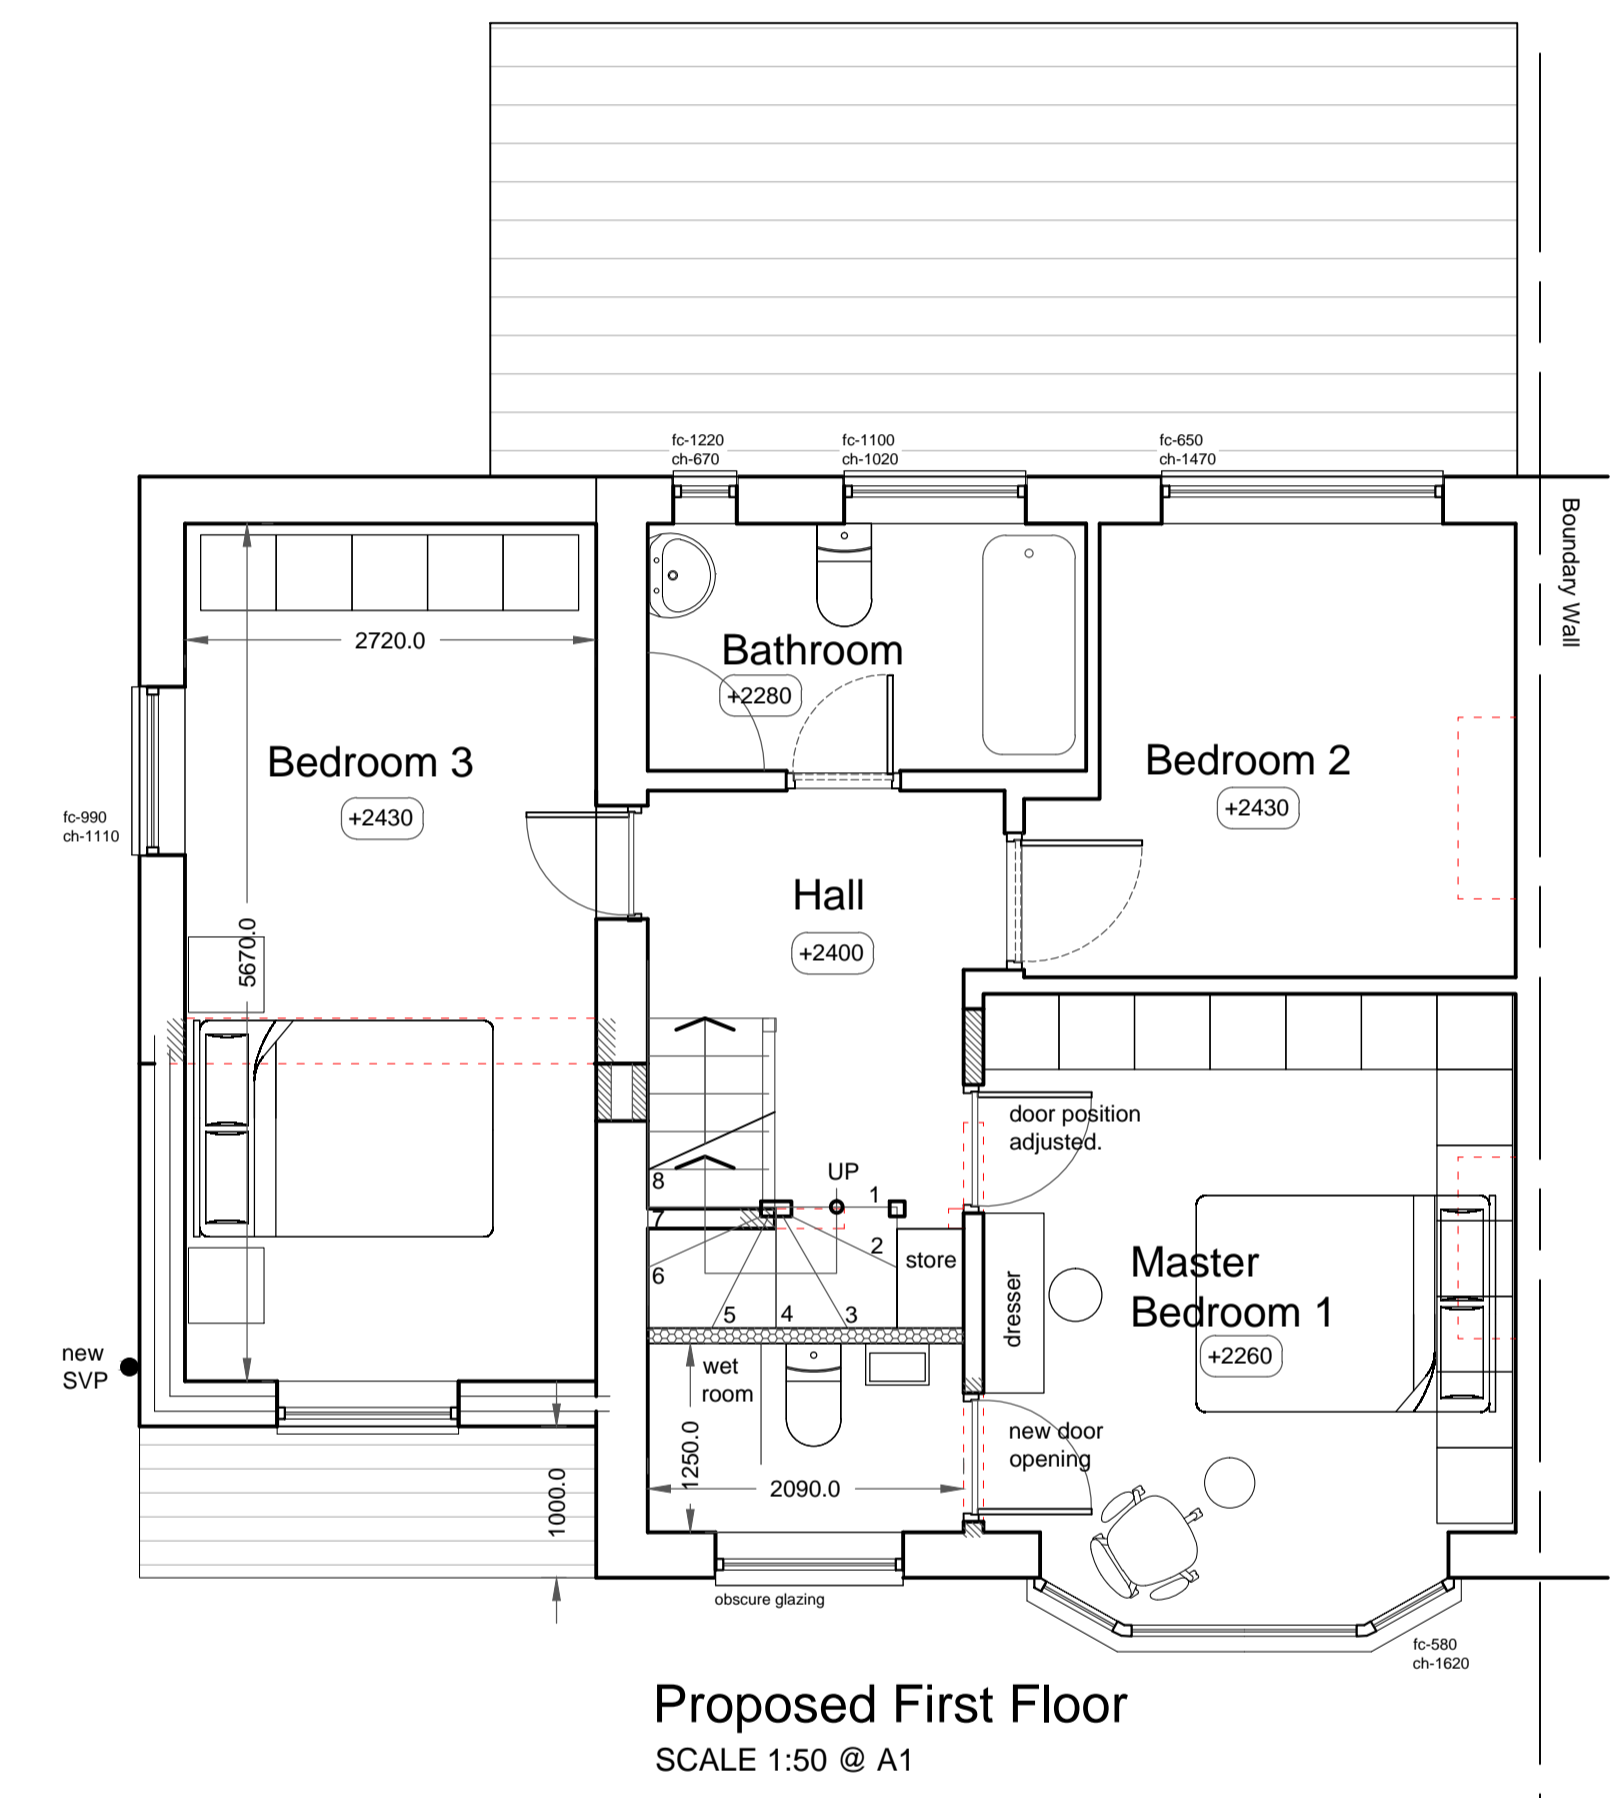 fc-1220
ch-670
fc-1100
ch-1020
fc-650
ch-1470
Boundary Wall
2720.0
Bathroom
+2280
Bedroom 3
+2430
Bedroom 2
+2430
fc-990
ch-1110
Hall
+2400
5670.0
door position
adjusted.
UP
8
1
7
2
store
6
5
4
3
dresser
Master
Bedroom 1
+2260
new
SVP
wet
room
1250.0
2090.0
new door
opening
1000.0
obscure glazing
fc-580
ch-1620
Proposed First Floor
SCALE 1:50 @ A1